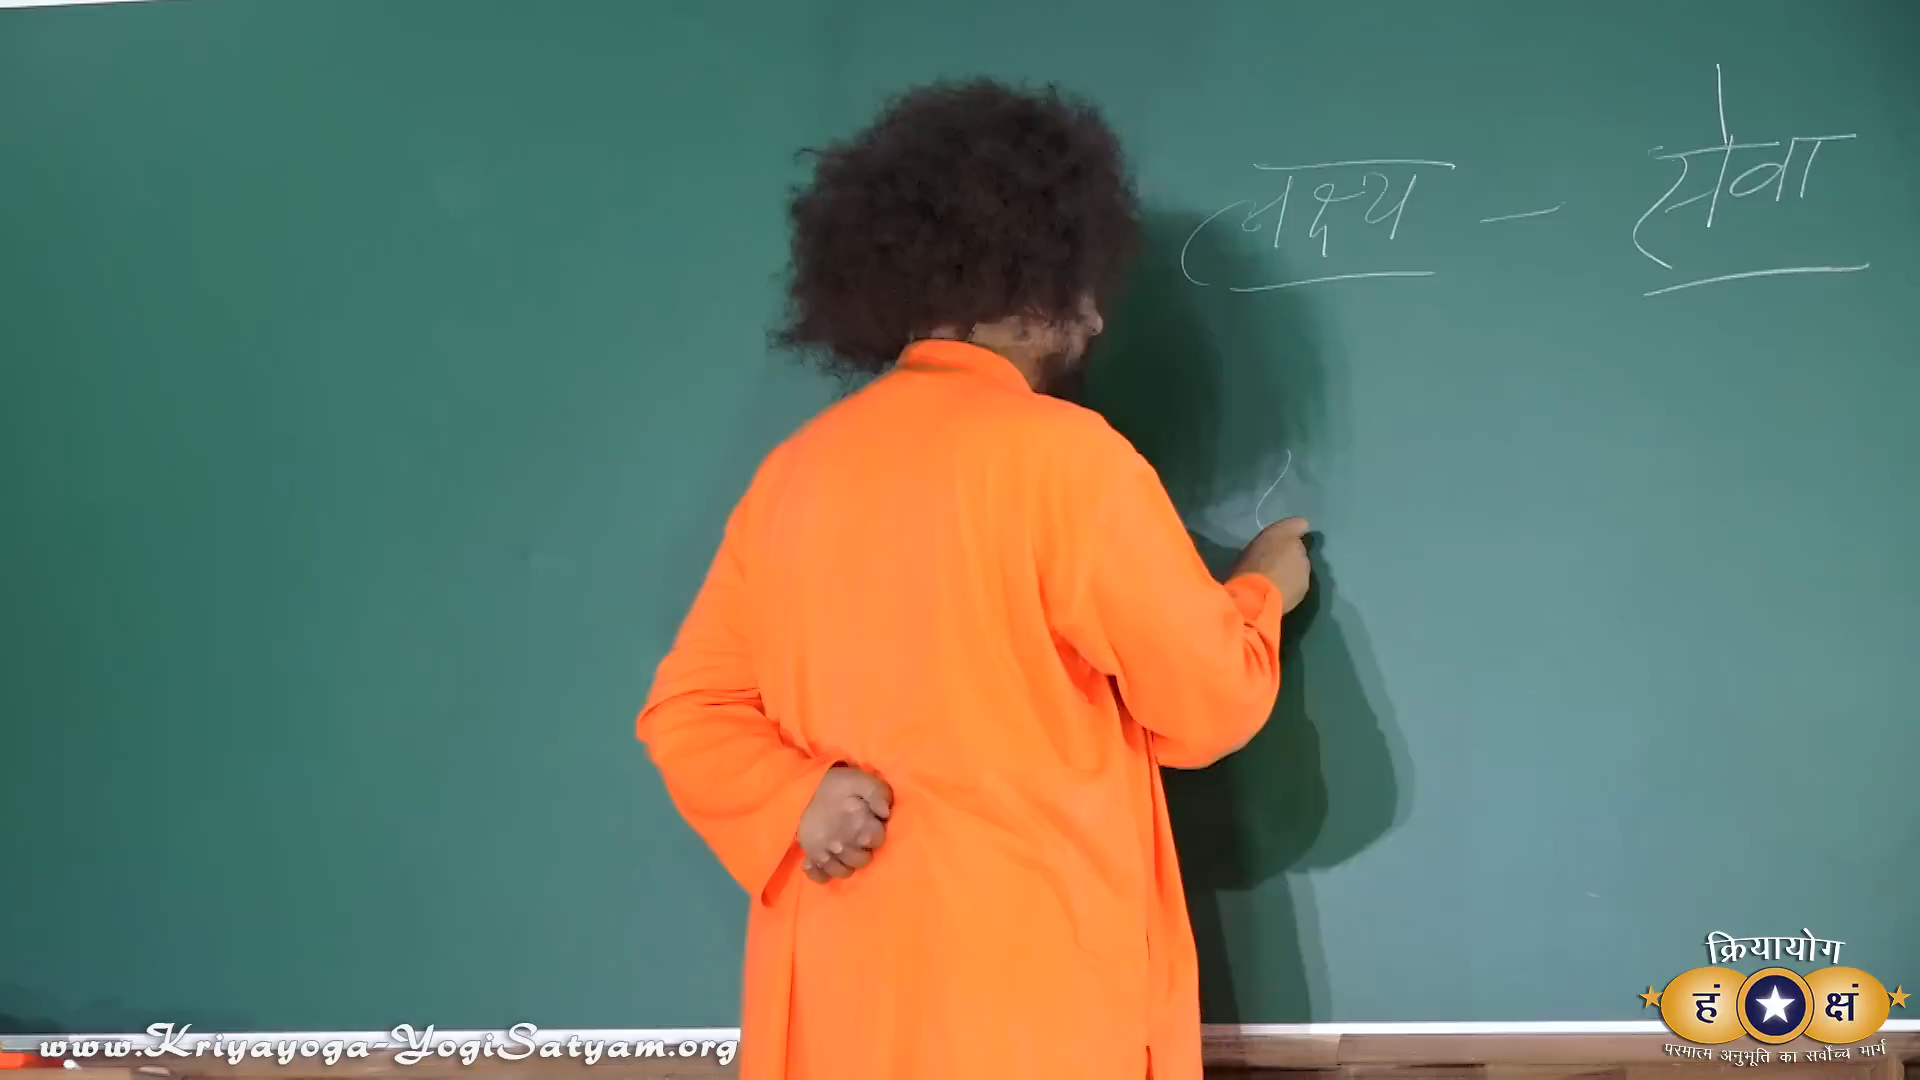 लक्ष्य - सेवा
क्रियायोग
हं क्षं
परमात्म अनुभूति का सर्वोच्च मार्ग
www.Kriyayoga-YogiSatyam.org